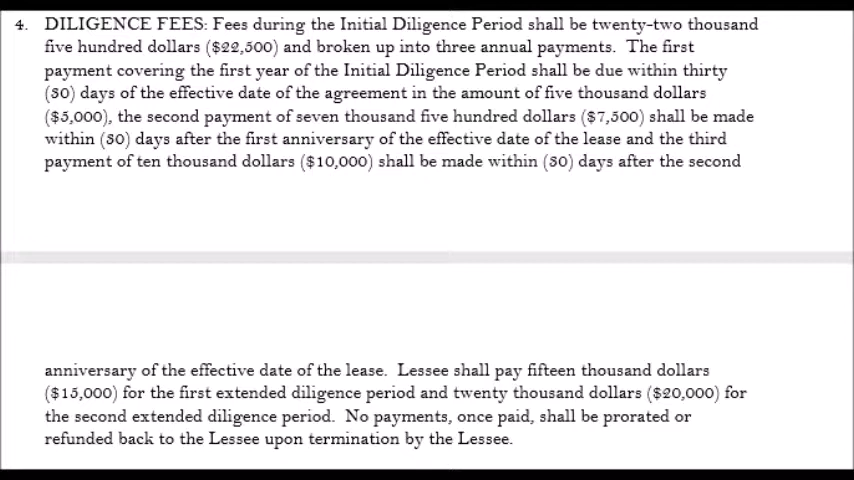 4. DILIGENCE FEES: Fees during the Initial Diligence Period shall be twenty-two thousand
five hundred dollars ($22,500) and broken up into three annual payments. The first
payment covering the first year of the Initial Diligence Period shall be due within thirty
(30) days of the effective date of the agreement in the amount of five thousand dollars
($5,000), the second payment of seven thousand five hundred dollars ($7,500) shall be made
within (30) days after the first anniversary of the effective date of the lease and the third
payment of ten thousand dollars ($10,000) shall be made within (30) days after the second
anniversary of the effective date of the lease. Lessee shall pay fifteen thousand dollars
($15,000) for the first extended diligence period and twenty thousand dollars ($20,000) for
the second extended diligence period. No payments, once paid, shall be prorated or
refunded back to the Lessee upon termination by the Lessee.